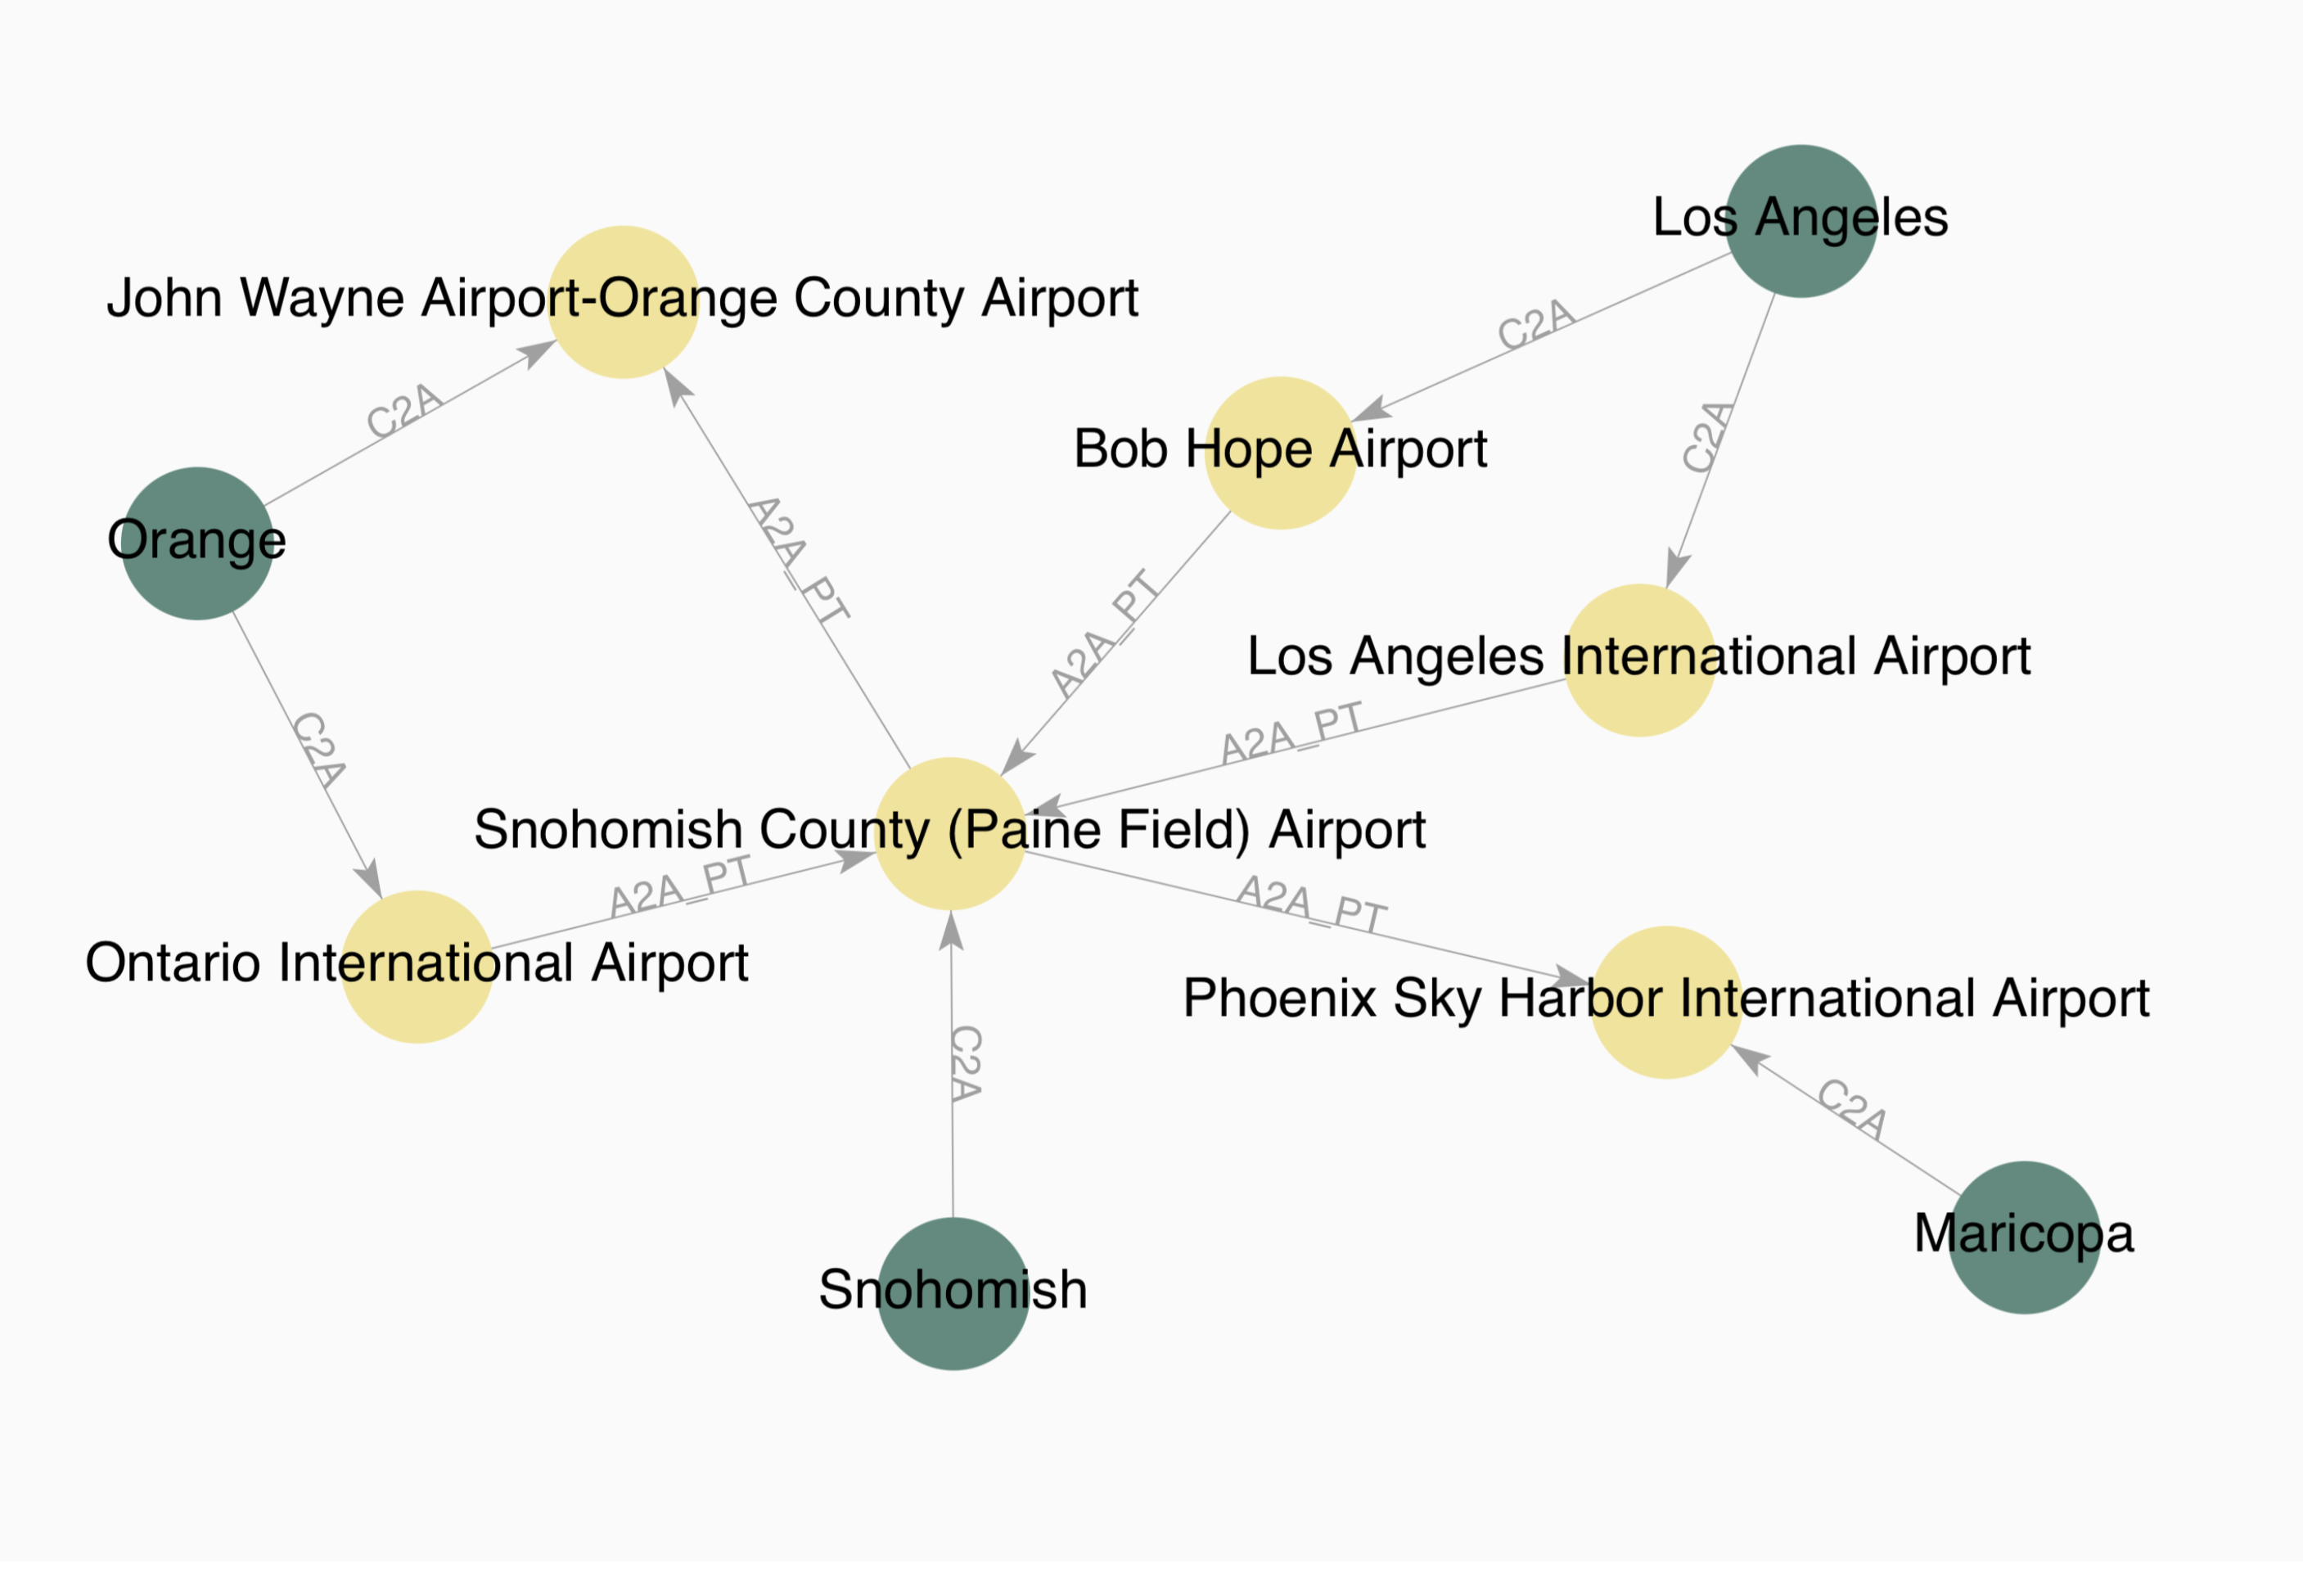 Los Angeles
John Wayne Airport-Orange County Airport
C2A
C2A
C2A
Bob Hope Airport
Orange
A2A_PT
A2A_PT
Los Angeles International Airport
C2A
A2A_PT
Snohomish County (Paine Field) Airport
A2A_PT
A2A_PT
Ontario International Airport
Phoenix Sky Harbor International Airport
C2A
C2A
Maricopa
Snohomish